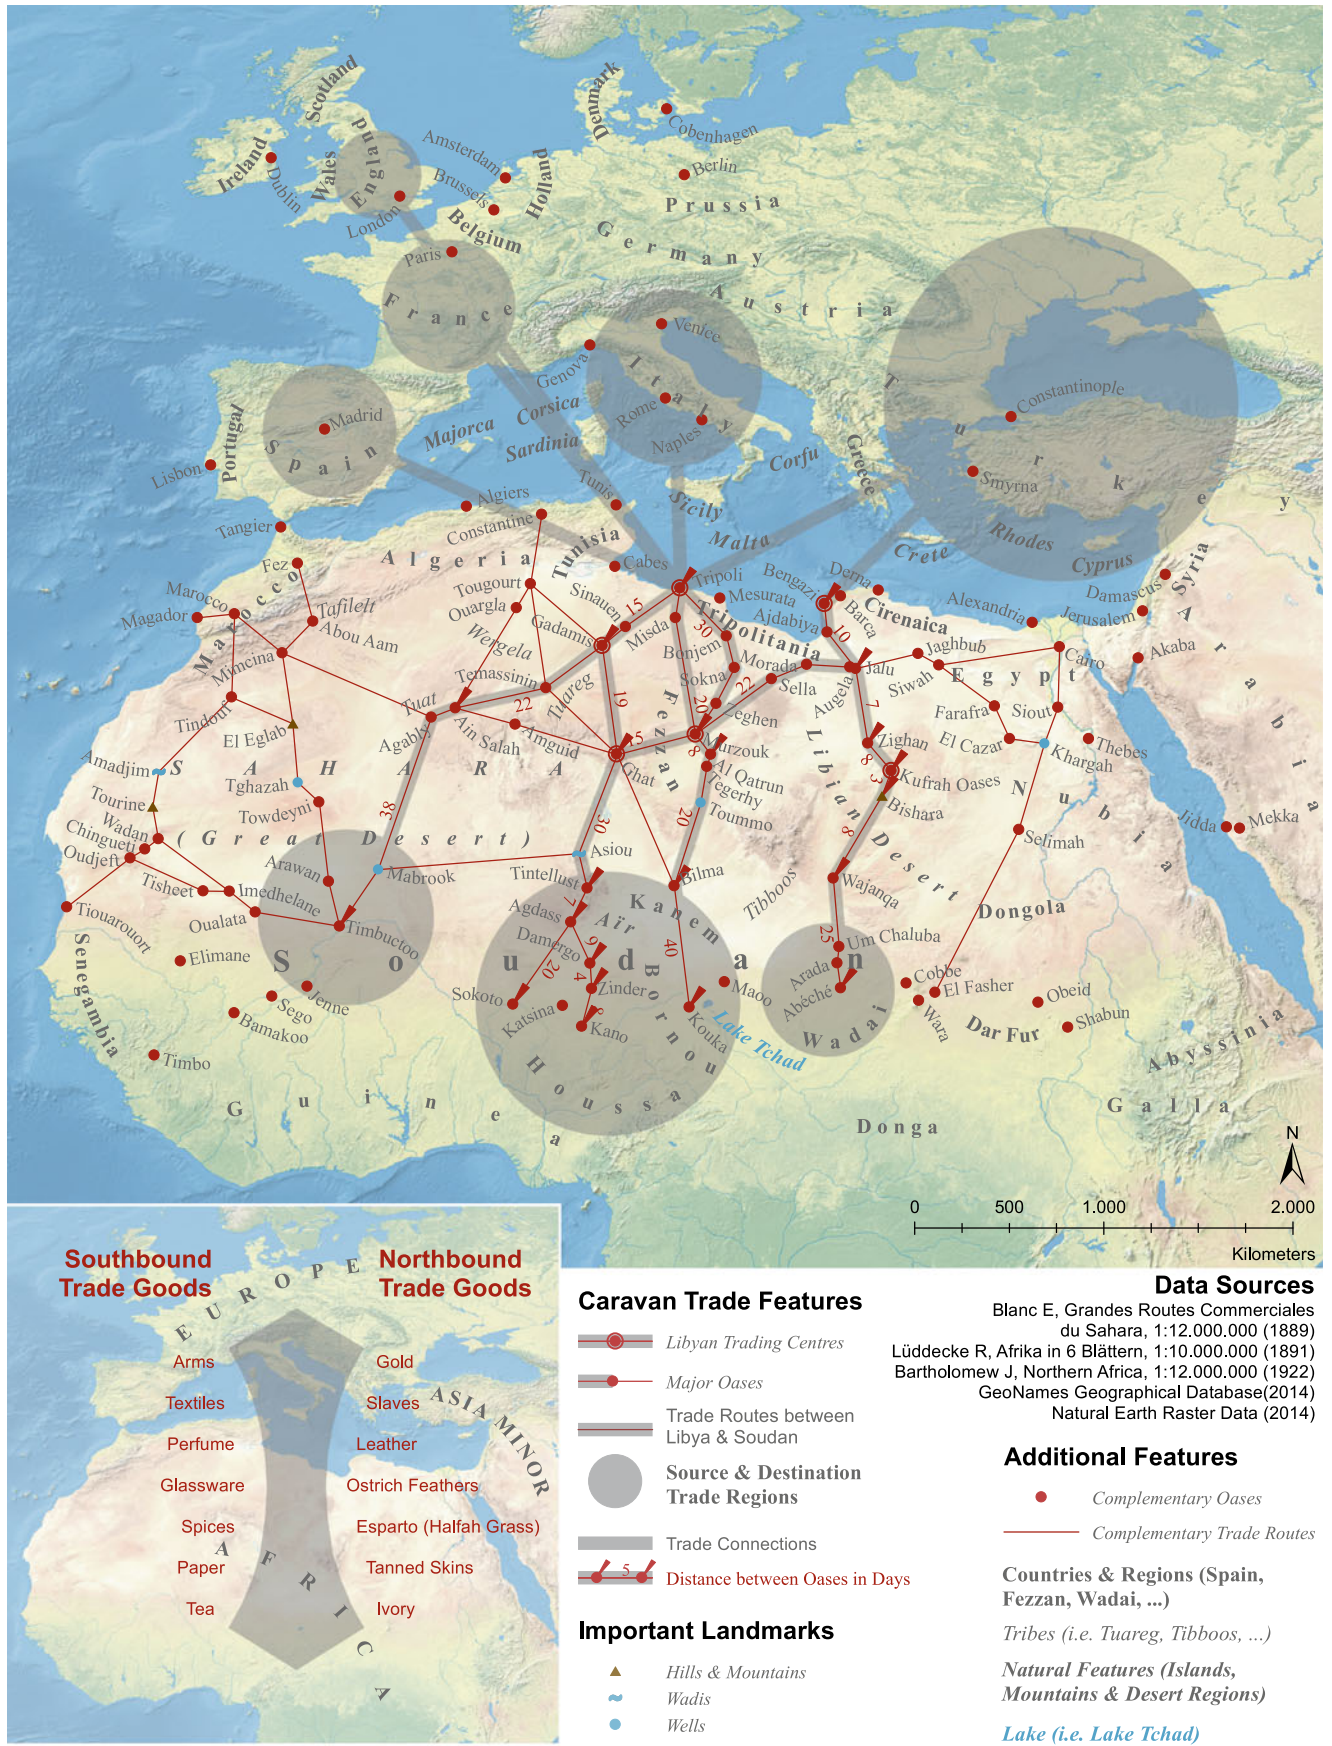 Scotland
Ireland
Dublin
Wales
England
London
Amsterdam
Brussels
Holland
Belgium
Denmark
Cobenhagen
Berlin
Prussia
Germany
Austria
Paris
France
Venice
Genova
Italy
Rome
Naples
Corsica
Majorca
Sardinia
Corfu
Greece
Turkey
Constantinople
Smyrna
Madrid
Spain
Portugal
Lisbon
Sicily
Malta
Crete
Rhodes
Cyprus
Syria
Damascus
Jerusalem
Akaba
Arabia
Tangier
Algiers
Constantine
Tunis
Tunisia
Algeria
Cabes
Fez
Marocco
Marocco
Magador
Tafilelt
Abou Aam
Mimcina
Tindouf
El Eglab
Tougourt
Ouargla
Wergela
Gadamis
Sinauen
15
Misda
Tripoli
Mesurata
Tripolitania
30
Bonjem
Sokna
20
Zeghen
22
Morada
Sella
Bengazi
Derna
Barca
Cirenaica
Ajdabiya
10
Augela
Jalu
Jaghbub
Siwah
Alexandria
Cairo
Egypt
Farafra
Siout
El Cazar
Khargah
Thebes
Temassinin
Tuareg
22
Tuat
Agably
Ain Salah
Amguid
19
Fezzan
15
Ghat
Murzouk
8
Al Qatrun
Tegerhy
Toummo
20
Libian Desert
7
Zighan
8
Kufrah Oases
3
Bishara
8
Nubia
Amadjim
SAHARA
(Great Desert)
Tourine
Tghazah
Towdeyni
Wadan
Chingueti
Oudjeft
Tisheet
Imedhelane
Oualata
Arawan
38
Mabrook
Timbuctoo
30
Asiou
Tintellust
7
Agdass
Aïr
Kanem
Bilma
Tibboos
Wajanqa
Selimah
Dongola
Jidda
Mekka
Tiouarouort
Senegambia
Elimane
Soudan
Jenne
Sego
Bamakoo
Timbo
Damergo
9
20
4
Sokoto
Zinder
Katsina
8
Kano
Bornou
40
Kouka
Maoo
Lake Tchad
25
Um Chaluba
Arada
Abéché
Wadai
Cobbe
El Fasher
Wara
Obeid
Shabun
Dar Fur
Abyssinia
Galla
Houssa
Guinea
Donga
N
0 500 1.000 2.000
Kilometers
Southbound
Trade Goods
Northbound
Trade Goods
EUROPE
ASIA MINOR
AFRICA
Arms
Gold
Textiles
Slaves
Perfume
Leather
Glassware
Ostrich Feathers
Spices
Esparto (Halfah Grass)
Paper
Tanned Skins
Tea
Ivory
Caravan Trade Features
Libyan Trading Centres
Major Oases
Trade Routes between
Libya & Soudan
Source & Destination
Trade Regions
Trade Connections
5
Distance between Oases in Days
Important Landmarks
Hills & Mountains
Wadis
Wells
Data Sources
Blanc E, Grandes Routes Commerciales
du Sahara, 1:12.000.000 (1889)
Lüddecke R, Afrika in 6 Blättern, 1:10.000.000 (1891)
Bartholomew J, Northern Africa, 1:12.000.000 (1922)
GeoNames Geographical Database(2014)
Natural Earth Raster Data (2014)
Additional Features
Complementary Oases
Complementary Trade Routes
Countries & Regions (Spain,
Fezzan, Wadai, ...)
Tribes (i.e. Tuareg, Tibboos, ...)
Natural Features (Islands,
Mountains & Desert Regions)
Lake (i.e. Lake Tchad)